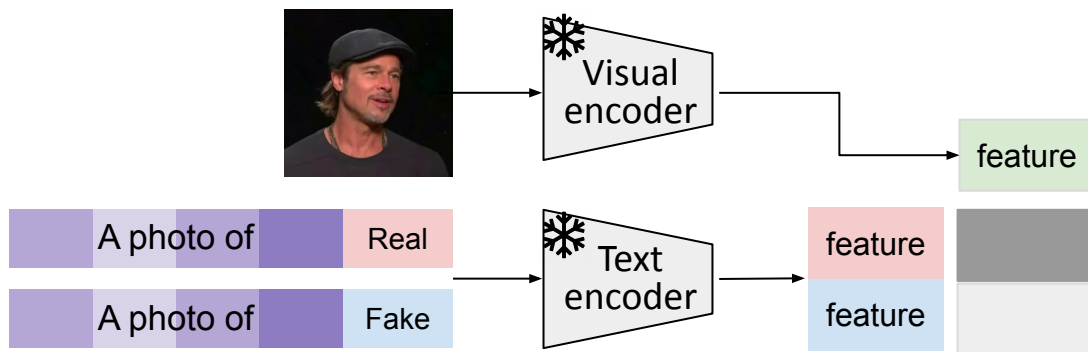 Visual
encoder
feature
A photo of Real
Text
encoder
feature
A photo of Fake
feature